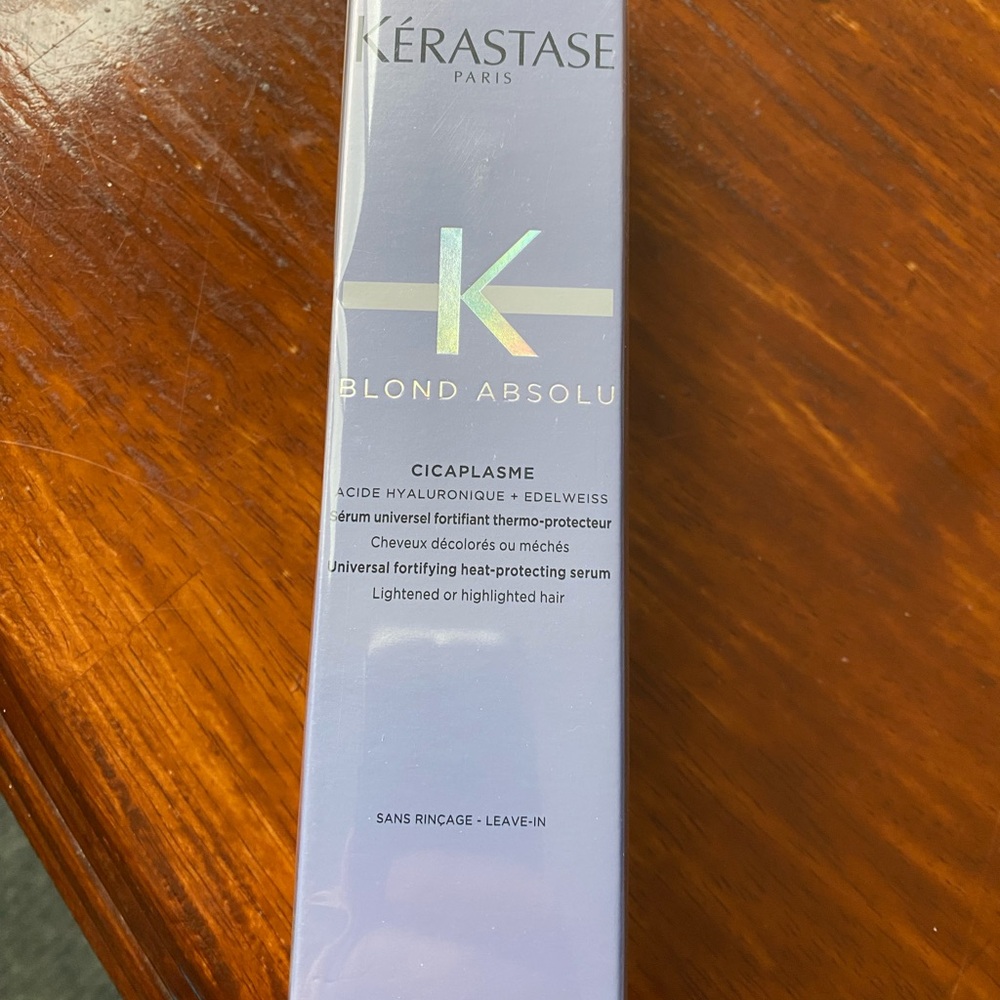 KÉRASTASE
PARIS
K
BLOND ABSOLU
CICAPLASME
ACIDE HYALURONIQUE + EDELWEISS
Sérum universel fortifiant thermo-protecteur
Cheveux décolorés ou méchés
Universal fortifying heat-protecting serum
Lightened or highlighted hair
SANS RINÇAGE - LEAVE-IN